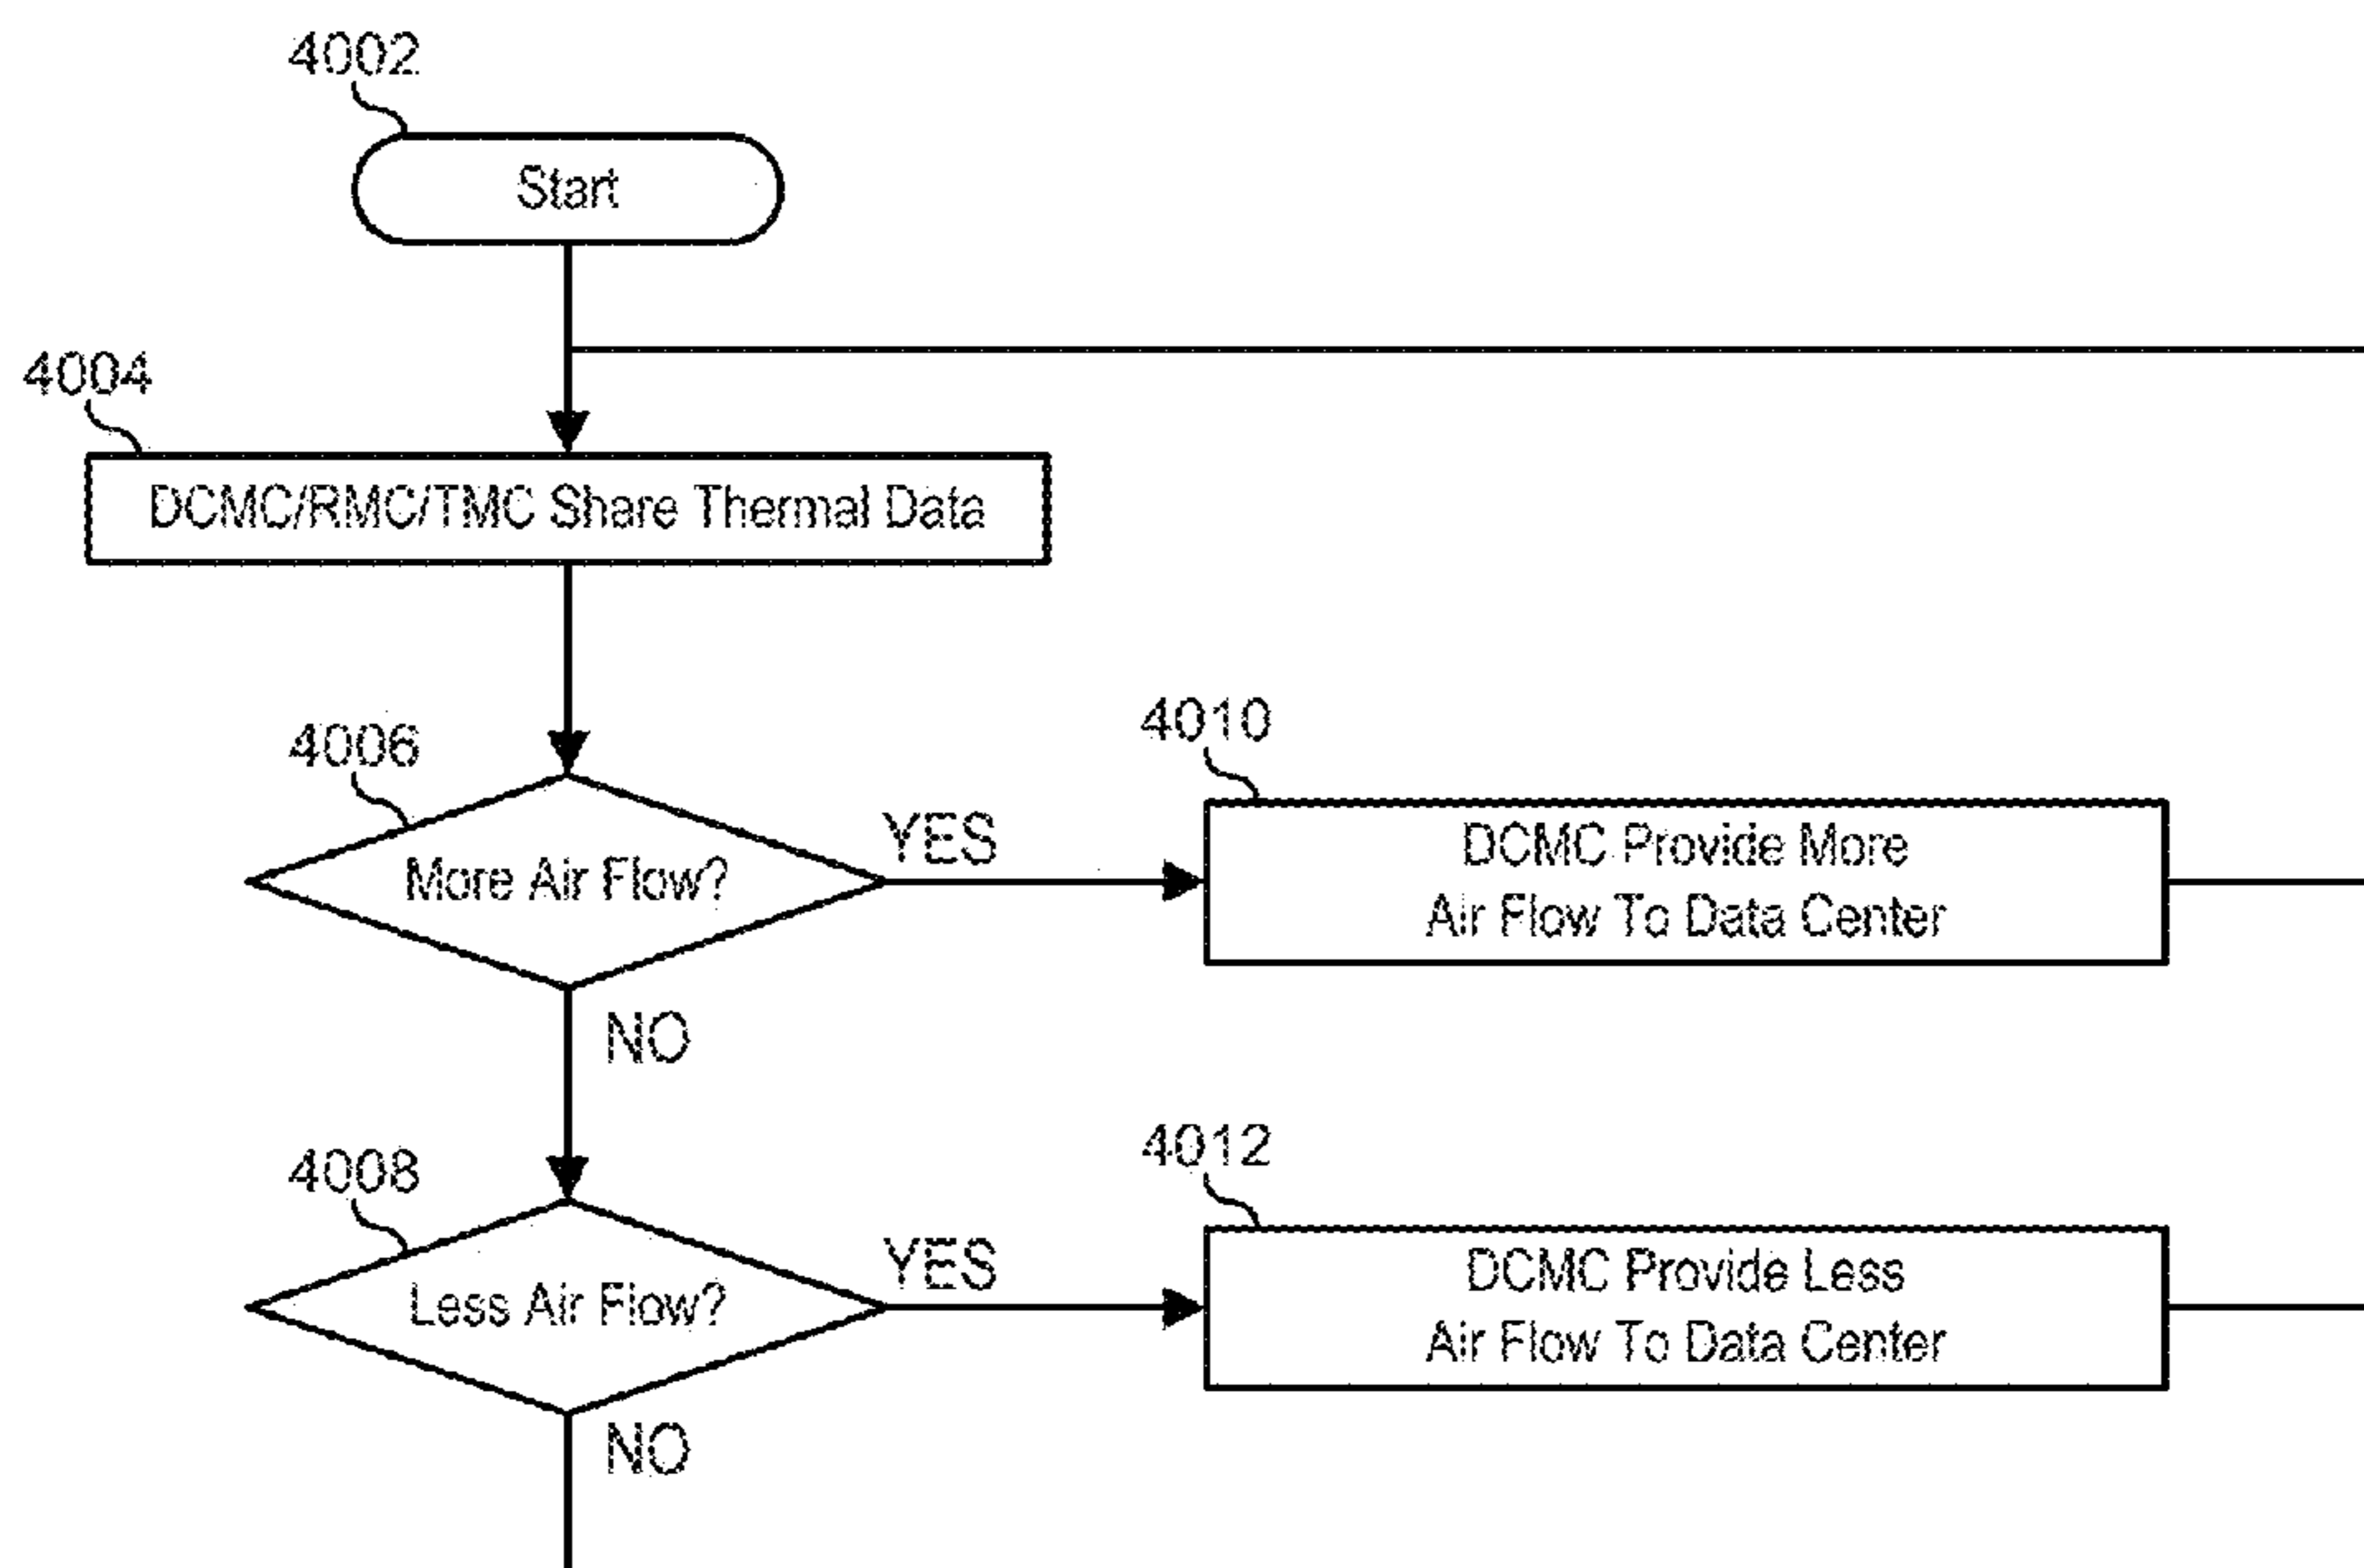 4002
Start
4004
DCMC/RMC/TMC Share Thermal Data
4006
More Air Flow?
YES
4010
DCMC Provide More
Air Flow To Data Center
NO
4008
Less Air Flow?
YES
4012
DCMC Provide Less
Air Flow To Data Center
NO